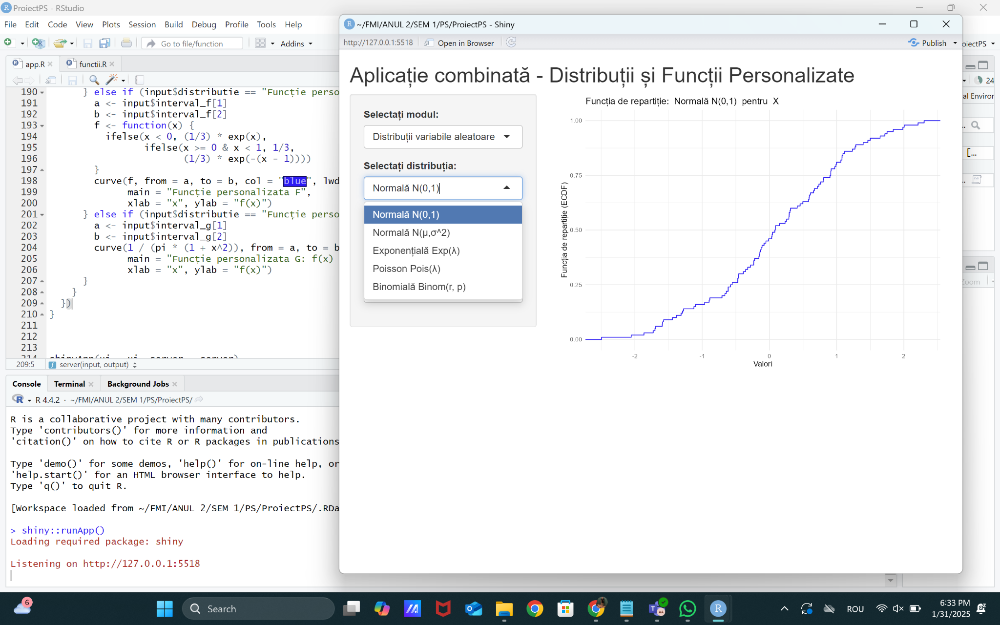 ProiectPS - RStudio
File Edit Code View Plots Session Build Debug Profile Tools Help
Go to file/function
Addins
app.R
functii.R
190 } else if (input$distributie == "Funcție perso
191 a <- input$interval_f[1]
192 b <- input$interval_f[2]
193 f <- function(x) {
194 ifelse(x < 0, (1/3) * exp(x),
195 ifelse(x >= 0 & x < 1, 1/3,
196 (1/3) * exp(-(x - 1))))
197 }
198 curve(f, from = a, to = b, col = "blue", lwd
199 main = "Funcție personalizata F",
200 xlab = "x", ylab = "f(x)")
201 } else if (input$distributie == "Funcție perso
202 a <- input$interval_g[1]
203 b <- input$interval_g[2]
204 curve(1 / (pi * (1 + x^2)), from = a, to = b
205 main = "Funcție personalizata G: f(x)
206 xlab = "x", ylab = "f(x)")
207 }
208 }
209 })
210 }
211
212
213
214 shinyApp(ui = ui, server = server)
209:5 server(input, output)
Console Terminal Background Jobs
R 4.4.2 · ~/FMI/ANUL 2/SEM 1/PS/ProiectPS/
R is a collaborative project with many contributors.
Type 'contributors()' for more information and
'citation()' on how to cite R or R packages in publications
Type 'demo()' for some demos, 'help()' for on-line help, or
'help.start()' for an HTML browser interface to help.
Type 'q()' to quit R.
[Workspace loaded from ~/FMI/ANUL 2/SEM 1/PS/ProiectPS/.RDa
> shiny::runApp()
Loading required package: shiny
Listening on http://127.0.0.1:5518
~/FMI/ANUL 2/SEM 1/PS/ProiectPS - Shiny
http://127.0.0.1:5518 Open in Browser
Publish
Aplicație combinată - Distribuții și Funcții Personalizate
Selectați modul:
Distribuții variabile aleatoare
Selectați distribuția:
Normală N(0,1)
Normală N(0,1)
Normală N(μ,σ^2)
Exponențială Exp(λ)
Poisson Pois(λ)
Binomială Binom(r, p)
Funcția de repartiție: Normală N(0,1) pentru X
Funcția de repartiție (ECDF)
1.00
0.75
0.50
0.25
0.00
-2 -1 0 1 2
Valori
oiectPS
24
al Enviror
[...
Zoom
6
Search
ROU
6:33 PM
1/31/2025